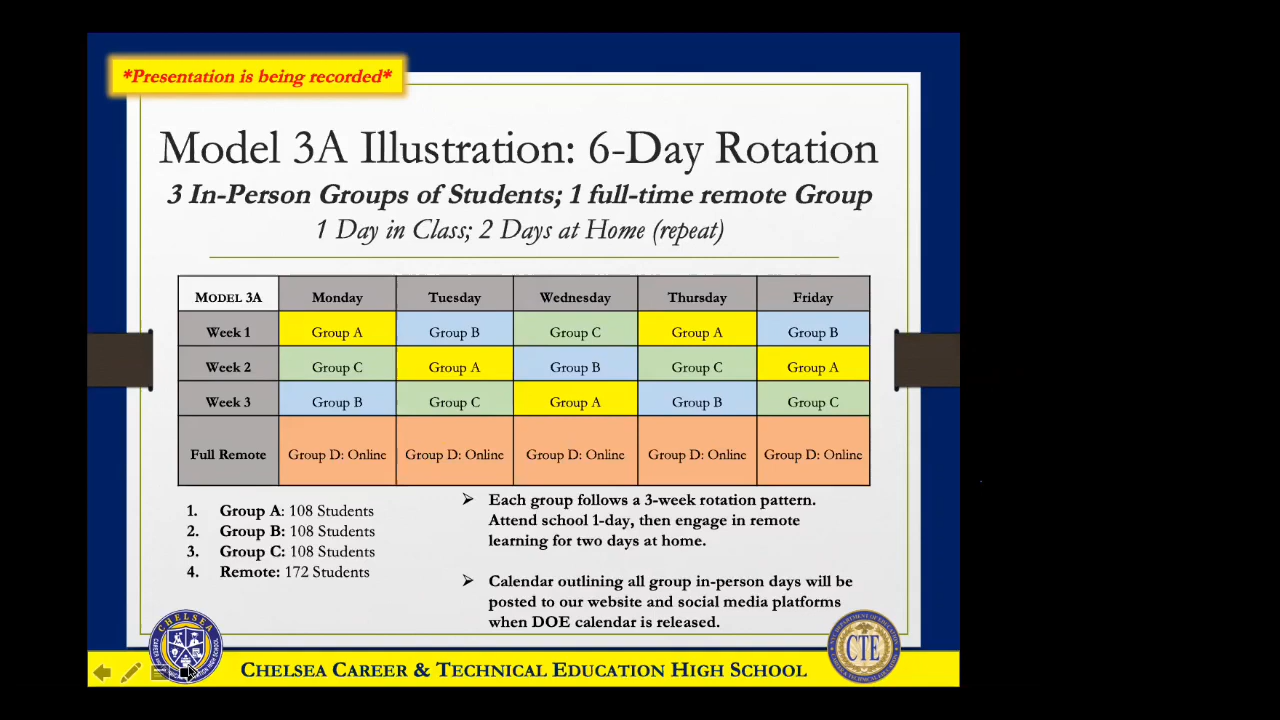 *Presentation is being recorded*
Model 3A Illustration: 6-Day Rotation
3 In-Person Groups of Students; 1 full-time remote Group
1 Day in Class; 2 Days at Home (repeat)
MODEL 3A Monday Tuesday Wednesday Thursday Friday
Week 1 Group A Group B Group C Group A Group B
Week 2 Group C Group A Group B Group C Group A
Week 3 Group B Group C Group A Group B Group C
Full Remote Group D: Online Group D: Online Group D: Online Group D: Online Group D: Online
1. Group A: 108 Students
2. Group B: 108 Students
3. Group C: 108 Students
4. Remote: 172 Students
Each group follows a 3-week rotation pattern.
Attend school 1-day, then engage in remote
learning for two days at home.
Calendar outlining all group in-person days will be
posted to our website and social media platforms
when DOE calendar is released.
CHELSEA
CTE
CHELSEA CAREER & TECHNICAL EDUCATION HIGH SCHOOL